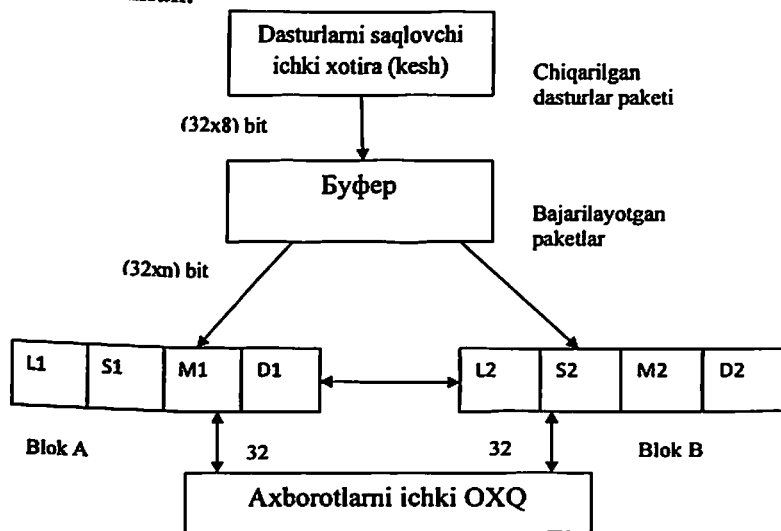 Dasturlarni saqlovchi
ichki xotira (kesh)
Chiqarilgan
dasturlar paketi
(32x8) bit
Буфер
Bajarilayotgan
paketlar
(32xn) bit
L1 S1 M1 D1
L2 S2 M2 D2
Blok A
32
32
Blok B
Axborotlarni ichki OXQ